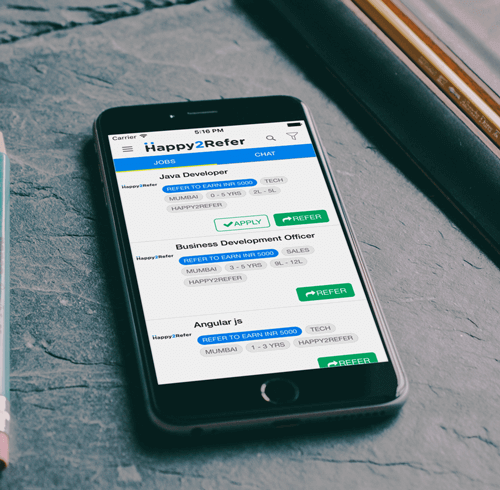 Carrier 5:16 PM
Happy2Refer
JOBS CHAT
Java Developer
Happy2Refer REFER TO EARN INR 5000 TECH
MUMBAI 0 - 5 YRS 2L - 5L
HAPPY2REFER
APPLY REFER
Business Development Officer
Happy2Refer REFER TO EARN INR 5000 SALES
MUMBAI 3 - 5 YRS 9L - 12L
HAPPY2REFER
REFER
Angular js
Happy2Refer REFER TO EARN INR 5000 TECH
MUMBAI 1 - 3 YRS HAPPY2REFER
REFER